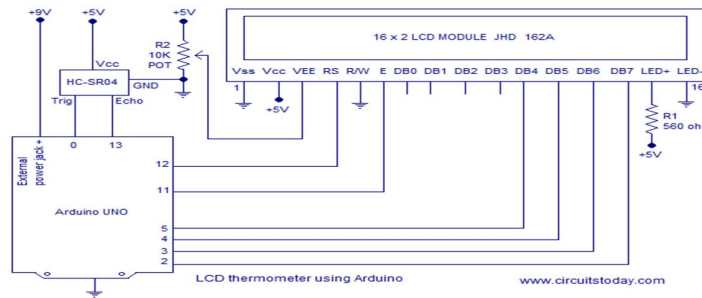 +9V
+5V
+5V
R2
10K
POT
16 x 2 LCD MODULE JHD 162A
Vcc
HC-SR04
GND
Trig
Echo
Vss Vcc VEE RS R/W E DB0 DB1 DB2 DB3 DB4 DB5 DB6 DB7 LED+ LED-
1
16
+5V
R1
560 oh
+5V
External
power jack +
0
13
12
11
Arduino UNO
5
4
3
2
LCD thermometer using Arduino
www.circuitstoday.com